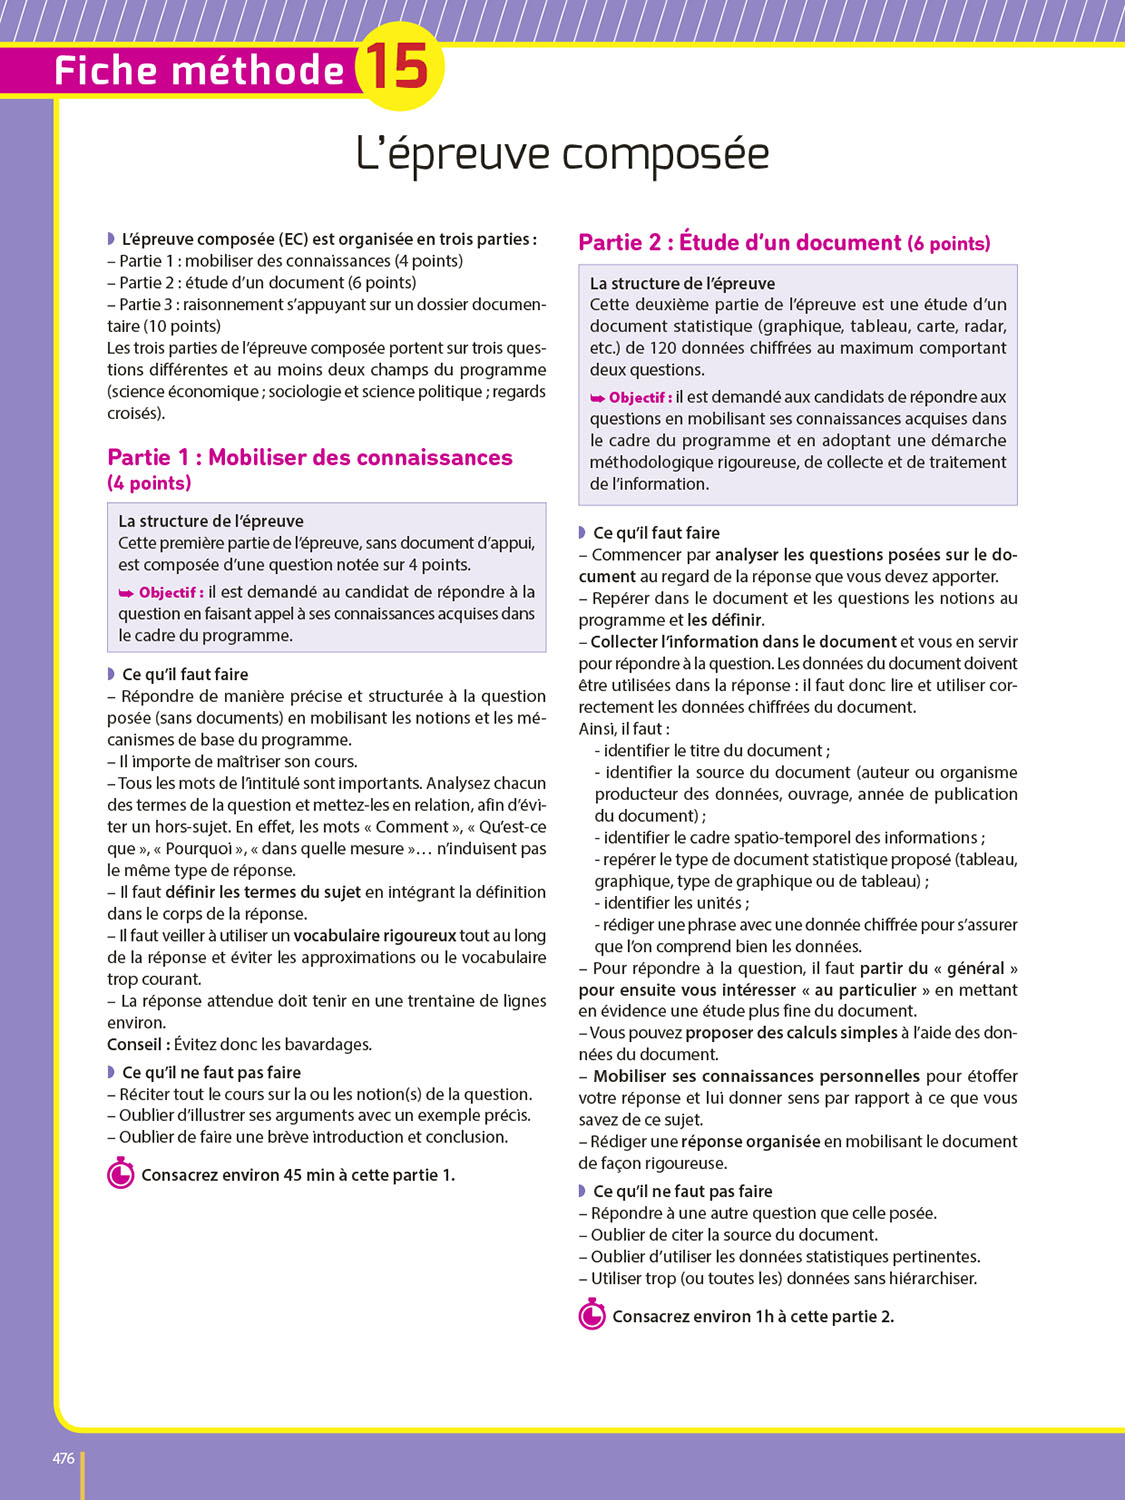 Fiche méthode 15
L'épreuve composée
L'épreuve composée (EC) est organisée en trois parties :
– Partie 1 : mobiliser des connaissances (4 points)
– Partie 2 : étude d'un document (6 points)
– Partie 3 : raisonnement s'appuyant sur un dossier documen-
taire (10 points)
Les trois parties de l'épreuve composée portent sur trois ques-
tions différentes et au moins deux champs du programme
(science économique ; sociologie et science politique ; regards
croisés).
Partie 1 : Mobiliser des connaissances
(4 points)
La structure de l'épreuve
Cette première partie de l'épreuve, sans document d'appui,
est composée d'une question notée sur 4 points.
➥ Objectif : il est demandé au candidat de répondre à la
question en faisant appel à ses connaissances acquises dans
le cadre du programme.
Ce qu'il faut faire
– Répondre de manière précise et structurée à la question
posée (sans documents) en mobilisant les notions et les mé-
canismes de base du programme.
– Il importe de maîtriser son cours.
– Tous les mots de l'intitulé sont importants. Analysez chacun
des termes de la question et mettez-les en relation, afin d'évi-
ter un hors-sujet. En effet, les mots « Comment », « Qu'est-ce
que », « Pourquoi », « dans quelle mesure »… n'induisent pas
le même type de réponse.
– Il faut définir les termes du sujet en intégrant la définition
dans le corps de la réponse.
– Il faut veiller à utiliser un vocabulaire rigoureux tout au long
de la réponse et éviter les approximations ou le vocabulaire
trop courant.
– La réponse attendue doit tenir en une trentaine de lignes
environ.
Conseil : Évitez donc les bavardages.
Ce qu'il ne faut pas faire
– Réciter tout le cours sur la ou les notion(s) de la question.
– Oublier d'illustrer ses arguments avec un exemple précis.
– Oublier de faire une brève introduction et conclusion.
Consacrez environ 45 min à cette partie 1.
Partie 2 : Étude d'un document (6 points)
La structure de l'épreuve
Cette deuxième partie de l'épreuve est une étude d'un
document statistique (graphique, tableau, carte, radar,
etc.) de 120 données chiffrées au maximum comportant
deux questions.
➥ Objectif : il est demandé aux candidats de répondre aux
questions en mobilisant ses connaissances acquises dans
le cadre du programme et en adoptant une démarche
méthodologique rigoureuse, de collecte et de traitement
de l'information.
Ce qu'il faut faire
– Commencer par analyser les questions posées sur le do-
cument au regard de la réponse que vous devez apporter.
– Repérer dans le document et les questions les notions au
programme et les définir.
– Collecter l'information dans le document et vous en servir
pour répondre à la question. Les données du document doivent
être utilisées dans la réponse : il faut donc lire et utiliser cor-
rectement les données chiffrées du document.
Ainsi, il faut :
- identifier le titre du document ;
- identifier la source du document (auteur ou organisme
producteur des données, ouvrage, année de publication
du document) ;
- identifier le cadre spatio-temporel des informations ;
- repérer le type de document statistique proposé (tableau,
graphique, type de graphique ou de tableau) ;
- identifier les unités ;
- rédiger une phrase avec une donnée chiffrée pour s'assurer
que l'on comprend bien les données.
– Pour répondre à la question, il faut partir du « général »
pour ensuite vous intéresser « au particulier » en mettant
en évidence une étude plus fine du document.
– Vous pouvez proposer des calculs simples à l'aide des don-
nées du document.
– Mobiliser ses connaissances personnelles pour étoffer
votre réponse et lui donner sens par rapport à ce que vous
savez de ce sujet.
– Rédiger une réponse organisée en mobilisant le document
de façon rigoureuse.
Ce qu'il ne faut pas faire
– Répondre à une autre question que celle posée.
– Oublier de citer la source du document.
– Oublier d'utiliser les données statistiques pertinentes.
– Utiliser trop (ou toutes les) données sans hiérarchiser.
Consacrez environ 1h à cette partie 2.
476